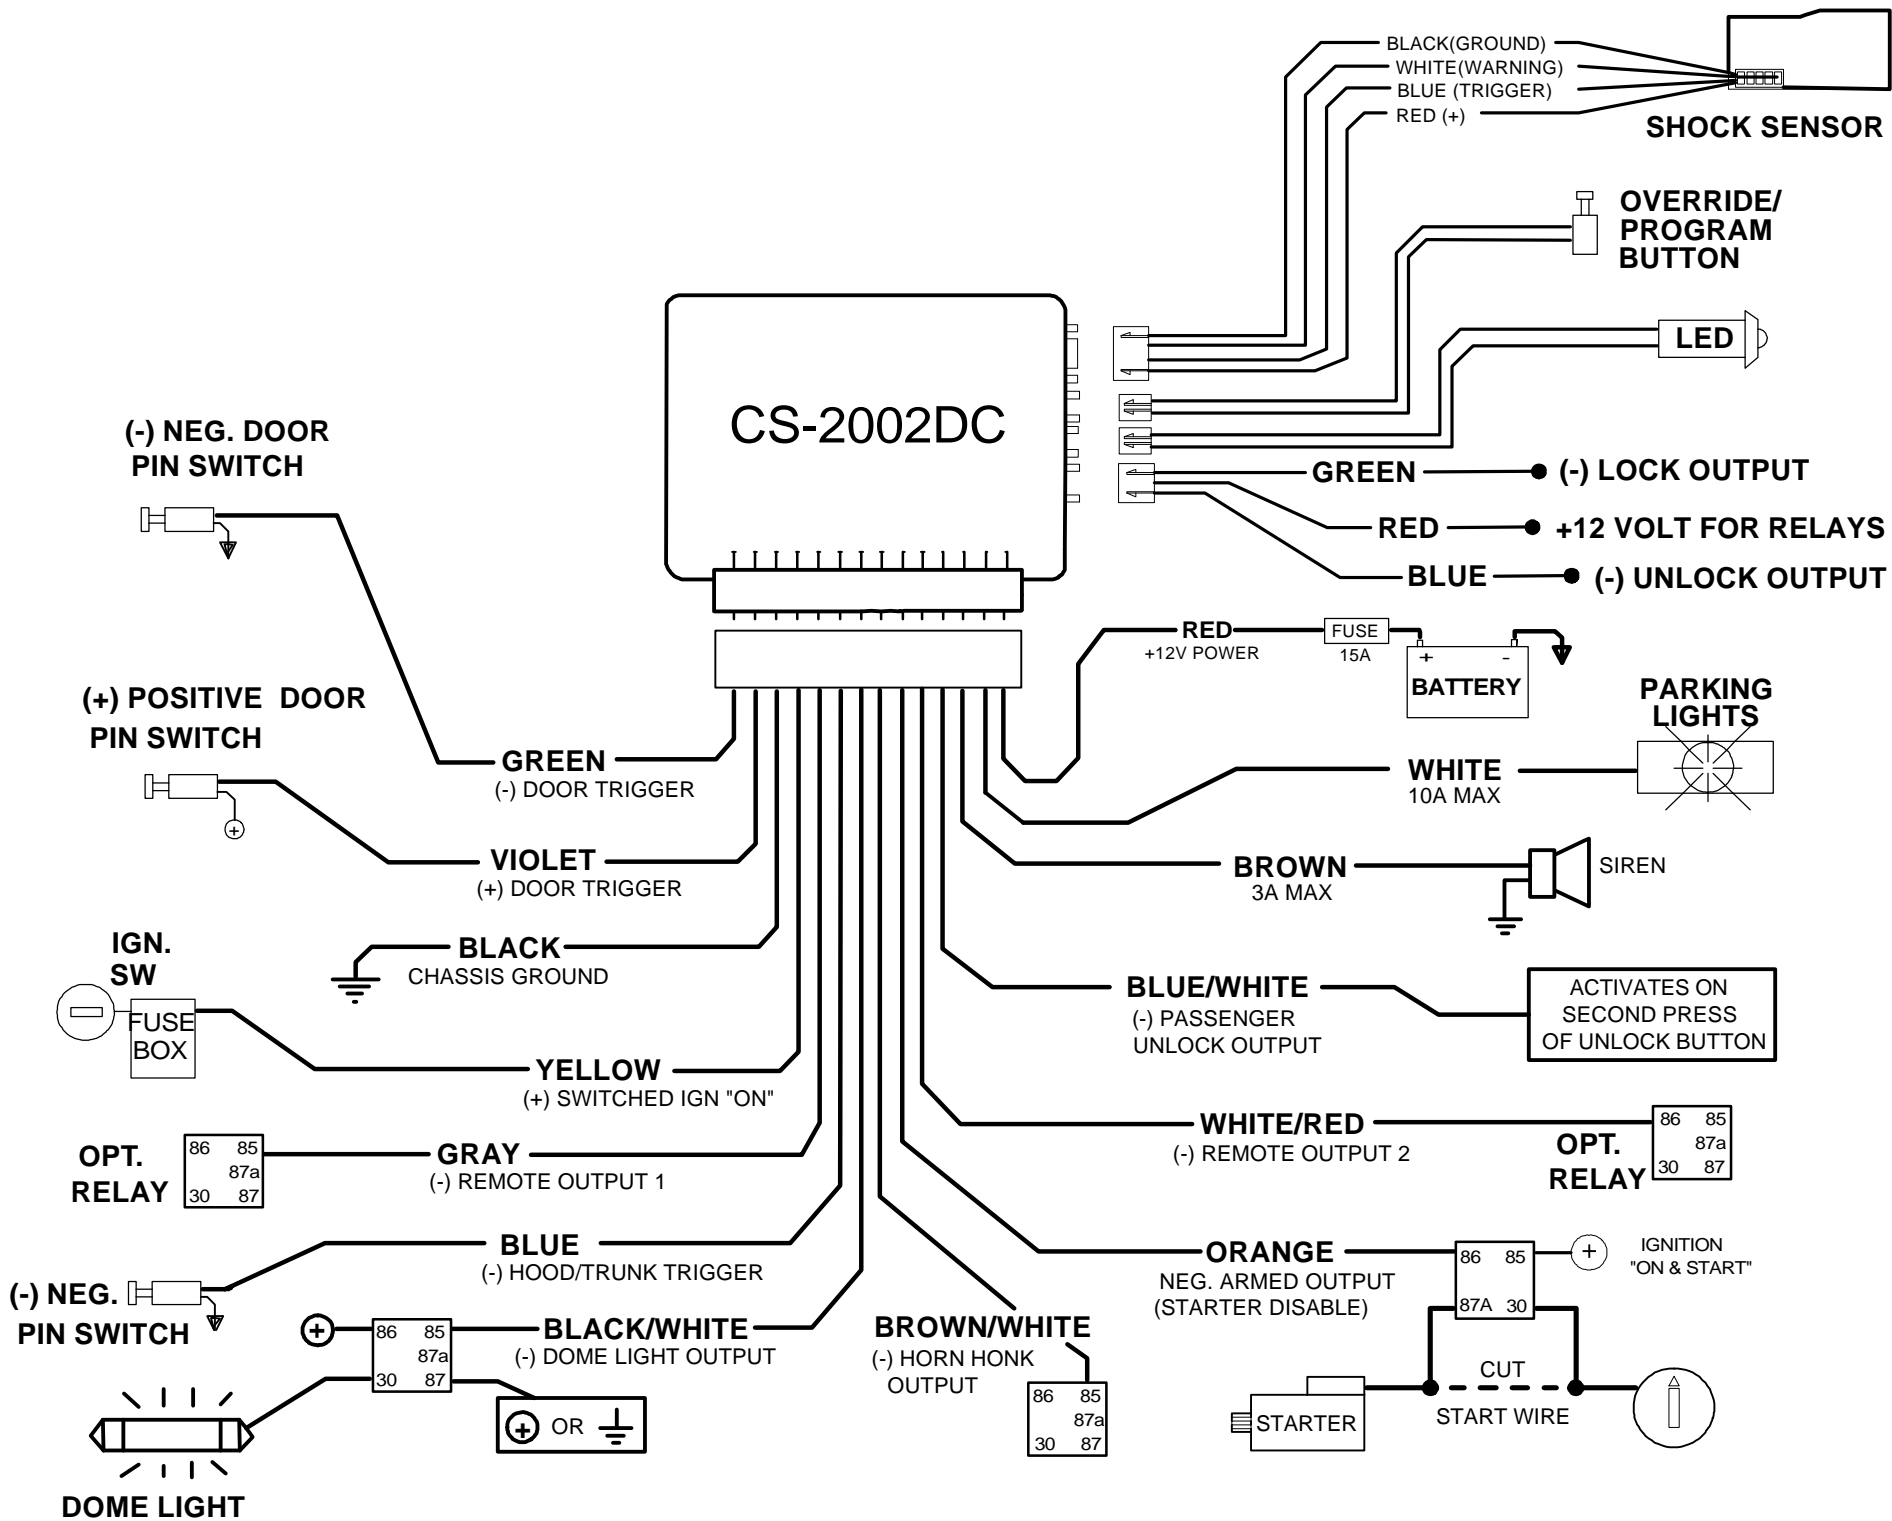 BLACK(GROUND)
WHITE(WARNING)
BLUE (TRIGGER)
RED (+)
SHOCK SENSOR
OVERRIDE/
PROGRAM
BUTTON
LED
CS-2002DC
GREEN
(-) LOCK OUTPUT
RED
+12 VOLT FOR RELAYS
BLUE
(-) UNLOCK OUTPUT
(-) NEG. DOOR
PIN SWITCH
RED
+12V POWER
FUSE
15A
+ -
BATTERY
(+) POSITIVE DOOR
PIN SWITCH
+
GREEN
(-) DOOR TRIGGER
PARKING
LIGHTS
WHITE
10A MAX
VIOLET
(+) DOOR TRIGGER
BROWN
3A MAX
SIREN
BLACK
CHASSIS GROUND
IGN.
SW
FUSE
BOX
BLUE/WHITE
(-) PASSENGER
UNLOCK OUTPUT
ACTIVATES ON
SECOND PRESS
OF UNLOCK BUTTON
YELLOW
(+) SWITCHED IGN "ON"
WHITE/RED
(-) REMOTE OUTPUT 2
OPT.
RELAY
86 85
87a
30 87
OPT.
RELAY
86 85
87a
30 87
GRAY
(-) REMOTE OUTPUT 1
BLUE
(-) HOOD/TRUNK TRIGGER
(-) NEG.
PIN SWITCH
ORANGE
NEG. ARMED OUTPUT
(STARTER DISABLE)
86 85
87A 30
+
IGNITION
"ON & START"
+
86 85
87a
30 87
BLACK/WHITE
(-) DOME LIGHT OUTPUT
+ OR
DOME LIGHT
BROWN/WHITE
(-) HORN HONK
OUTPUT
86 85
87a
30 87
CUT
START WIRE
STARTER